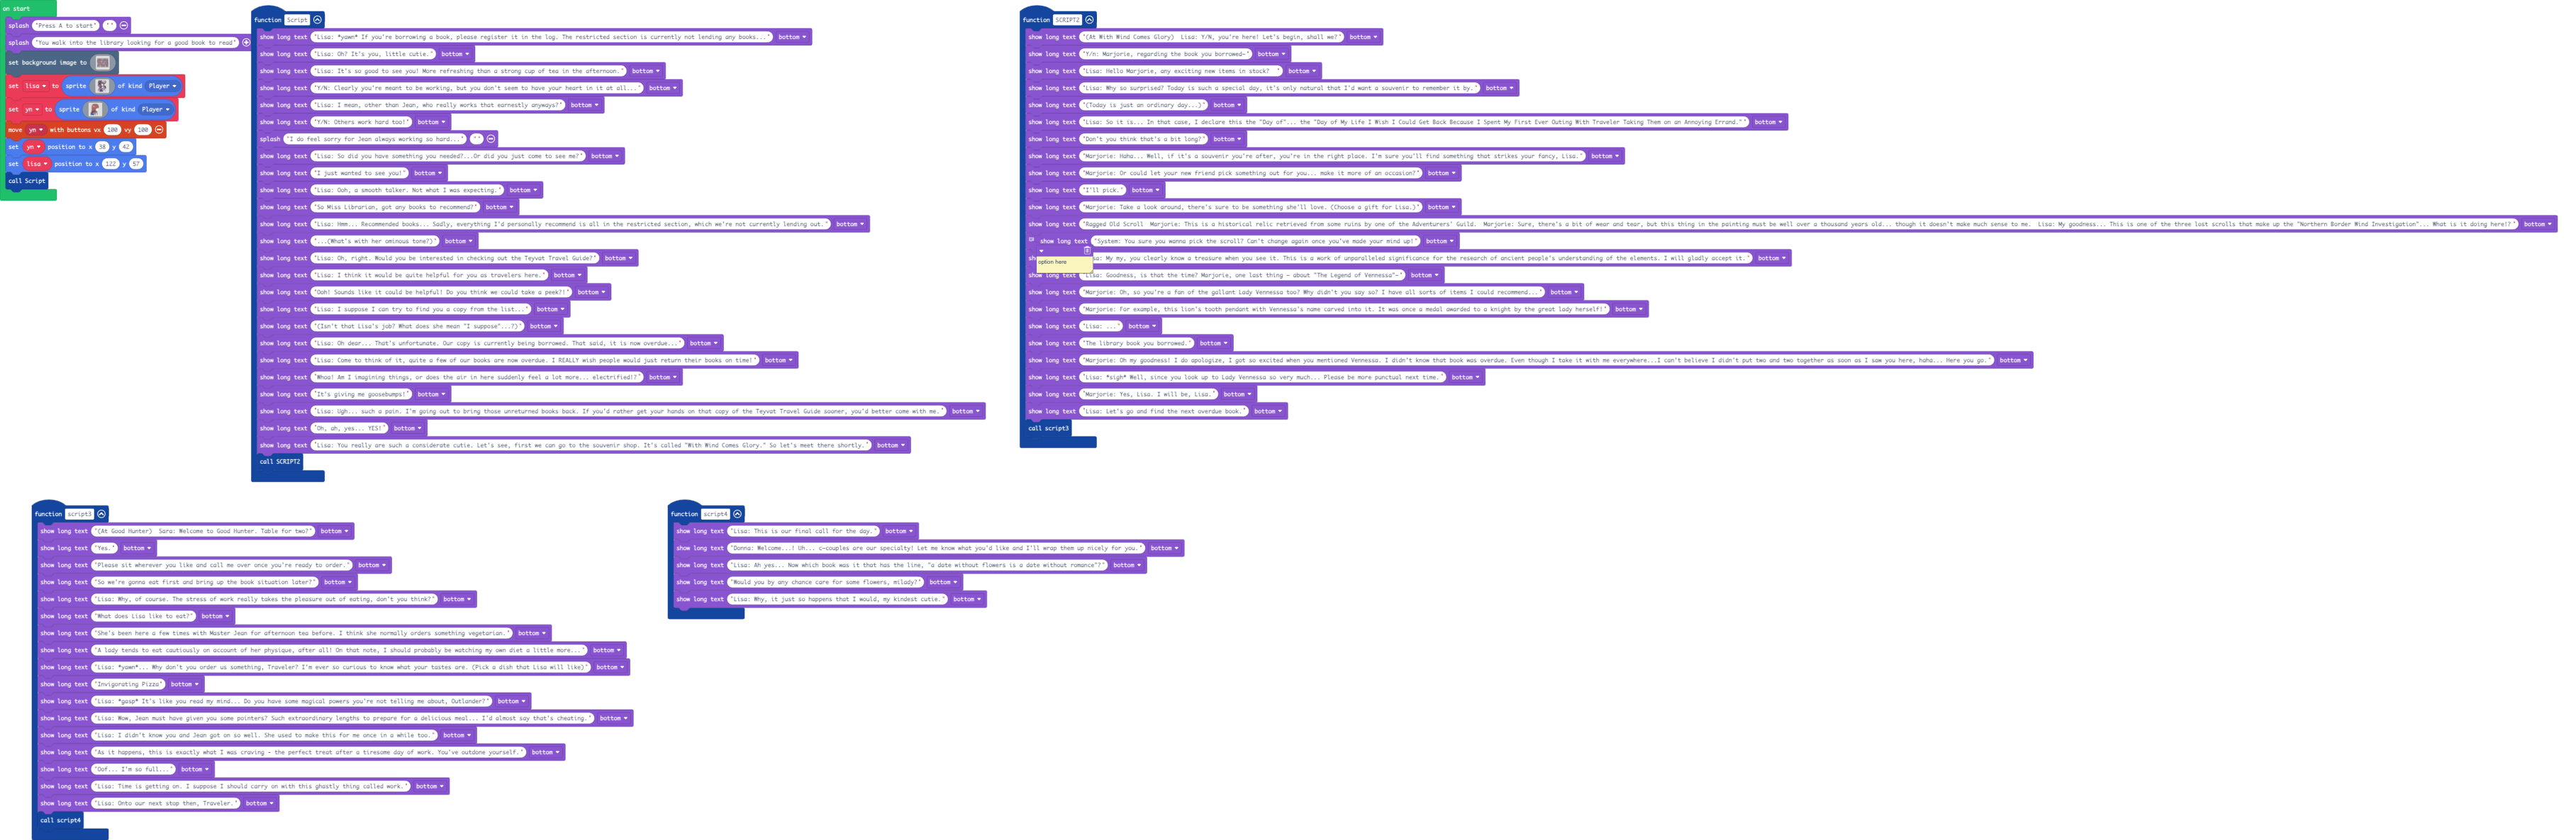 on start
splash "Press A to start" " "
splash "You walk into the library looking for a good book to read"
set background image to
set lisa to sprite of kind Player
set yn to sprite of kind Player
move yn with buttons vx 100 vy 100
set yn position to x 38 y 42
set lisa position to x 122 y 57
call Script
function Script
show long text "Lisa: *yawn* If you're borrowing a book, please register it in the log. The restricted section is currently not lending any books..." bottom
show long text "Lisa: Oh? It's you, little cutie." bottom
show long text "Lisa: It's so good to see you! More refreshing than a strong cup of tea in the afternoon." bottom
show long text "Y/N: Clearly you're meant to be working, but you don't seem to have your heart in it at all..." bottom
show long text "Lisa: I mean, other than Jean, who really works that earnestly anyways?" bottom
show long text "Y/N: Others work hard too!" bottom
splash "I do feel sorry for Jean always working so hard..." " "
show long text "Lisa: So did you have something you needed?...Or did you just come to see me?" bottom
show long text "I just wanted to see you!" bottom
show long text "Lisa: Ooh, a smooth talker. Not what I was expecting." bottom
show long text "So Miss Librarian, got any books to recommend?" bottom
show long text "Lisa: Hmm... Recommended books... Sadly, everything I'd personally recommend is all in the restricted section, which we're not currently lending out." bottom
show long text "...(What's with her ominous tone?)" bottom
show long text "Lisa: Oh, right. Would you be interested in checking out the Teyvat Travel Guide?" bottom
show long text "Lisa: I think it would be quite helpful for you as travelers here." bottom
show long text "Ooh! Sounds like it could be helpful! Do you think we could take a peek?!" bottom
show long text "Lisa: I suppose I can try to find you a copy from the list..." bottom
show long text "(Isn't that Lisa's job? What does she mean "I suppose"...?)" bottom
show long text "Lisa: Oh dear... That's unfortunate. Our copy is currently being borrowed. That said, it is now overdue..." bottom
show long text "Lisa: Come to think of it, quite a few of our books are now overdue. I REALLY wish people would just return their books on time!" bottom
show long text "Whoa! Am I imagining things, or does the air in here suddenly feel a lot more... electrified!?" bottom
show long text "It's giving me goosebumps!" bottom
show long text "Lisa: Ugh... such a pain. I'm going out to bring those unreturned books back. If you'd rather get your hands on that copy of the Teyvat Travel Guide sooner, you'd better come with me." bottom
show long text "Oh, ah, yes... YES!" bottom
show long text "Lisa: You really are such a considerate cutie. Let's see, first we can go to the souvenir shop. It's called "With Wind Comes Glory." So let's meet there shortly." bottom
call SCRIPT2
function SCRIPT2
show long text "(At With Wind Comes Glory) Lisa: Y/N, you're here! Let's begin, shall we?" bottom
show long text "Y/n: Marjorie, regarding the book you borrowed-" bottom
show long text "Lisa: Hello Marjorie, any exciting new items in stock? " bottom
show long text "Lisa: Why so surprised? Today is such a special day, it's only natural that I'd want a souvenir to remember it by." bottom
show long text "(Today is just an ordinary day...)" bottom
show long text "Lisa: So it is... In that case, I declare this the "Day of"... the "Day of My Life I Wish I Could Get Back Because I Spent My First Ever Outing With Traveler Taking Them on an Annoying Errand."" bottom
show long text "Don't you think that's a bit long?" bottom
show long text "Marjorie: Haha... Well, if it's a souvenir you're after, you're in the right place. I'm sure you'll find something that strikes your fancy, Lisa." bottom
show long text "Marjorie: Or could let your new friend pick something out for you... make it more of an occasion?" bottom
show long text "I'll pick." bottom
show long text "Marjorie: Take a look around, there's sure to be something she'll love. (Choose a gift for Lisa.)" bottom
show long text "Ragged Old Scroll Marjorie: This is a historical relic retrieved from some ruins by one of the Adventurers' Guild. Marjorie: Sure, there's a bit of wear and tear, but this thing in the painting must be well over a thousand years old... though it doesn't make much sense to me. Lisa: My goodness... This is one of the three lost scrolls that make up the "Northern Border Wind Investigation"... What is it doing here!?" bottom
show long text "System: You sure you wanna pick the scroll? Can't change again once you've made your mind up!" bottom
option here
sh sa: My my, you clearly know a treasure when you see it. This is a work of unparalleled significance for the research of ancient people's understanding of the elements. I will gladly accept it." bottom
show long text "Lisa: Goodness, is that the time? Marjorie, one last thing - about "The Legend of Vennessa"-" bottom
show long text "Marjorie: Oh, so you're a fan of the gallant Lady Vennessa too? Why didn't you say so? I have all sorts of items I could recommend..." bottom
show long text "Marjorie: For example, this lion's tooth pendant with Vennessa's name carved into it. It was once a medal awarded to a knight by the great lady herself!" bottom
show long text "Lisa: ..." bottom
show long text "The library book you borrowed." bottom
show long text "Marjorie: Oh my goodness! I do apologize, I got so excited when you mentioned Vennessa. I didn't know that book was overdue. Even though I take it with me everywhere...I can't believe I didn't put two and two together as soon as I saw you here, haha... Here you go." bottom
show long text "Lisa: *sigh* Well, since you look up to Lady Vennessa so very much... Please be more punctual next time." bottom
show long text "Marjorie: Yes, Lisa. I will be, Lisa." bottom
show long text "Lisa: Let's go and find the next overdue book." bottom
call script3
function script3
show long text "(At Good Hunter) Sara: Welcome to Good Hunter. Table for two?" bottom
show long text "Yes." bottom
show long text "Please sit wherever you like and call me over once you're ready to order." bottom
show long text "So we're gonna eat first and bring up the book situation later?" bottom
show long text "Lisa: Why, of course. The stress of work really takes the pleasure out of eating, don't you think?" bottom
show long text "What does Lisa like to eat?" bottom
show long text "She's been here a few times with Master Jean for afternoon tea before. I think she normally orders something vegetarian." bottom
show long text "A lady tends to eat cautiously on account of her physique, after all! On that note, I should probably be watching my own diet a little more..." bottom
show long text "Lisa: *yawn*... Why don't you order us something, Traveler? I'm ever so curious to know what your tastes are. (Pick a dish that Lisa will like)" bottom
show long text "Invigorating Pizza" bottom
show long text "Lisa: *gasp* It's like you read my mind... Do you have some magical powers you're not telling me about, Outlander?" bottom
show long text "Lisa: Wow, Jean must have given you some pointers? Such extraordinary lengths to prepare for a delicious meal... I'd almost say that's cheating." bottom
show long text "Lisa: I didn't know you and Jean got on so well. She used to make this for me once in a while too." bottom
show long text "As it happens, this is exactly what I was craving - the perfect treat after a tiresome day of work. You've outdone yourself." bottom
show long text "Oof... I'm so full..." bottom
show long text "Lisa: Time is getting on. I suppose I should carry on with this ghastly thing called work." bottom
show long text "Lisa: Onto our next stop then, Traveler." bottom
call script4
function script4
show long text "Lisa: This is our final call for the day." bottom
show long text "Donna: Welcome...! Uh... c-couples are our specialty! Let me know what you'd like and I'll wrap them up nicely for you." bottom
show long text "Lisa: Ah yes... Now which book was it that has the line, "a date without flowers is a date without romance"?" bottom
show long text "Would you by any chance care for some flowers, milady?" bottom
show long text "Lisa: Why, it just so happens that I would, my kindest cutie." bottom